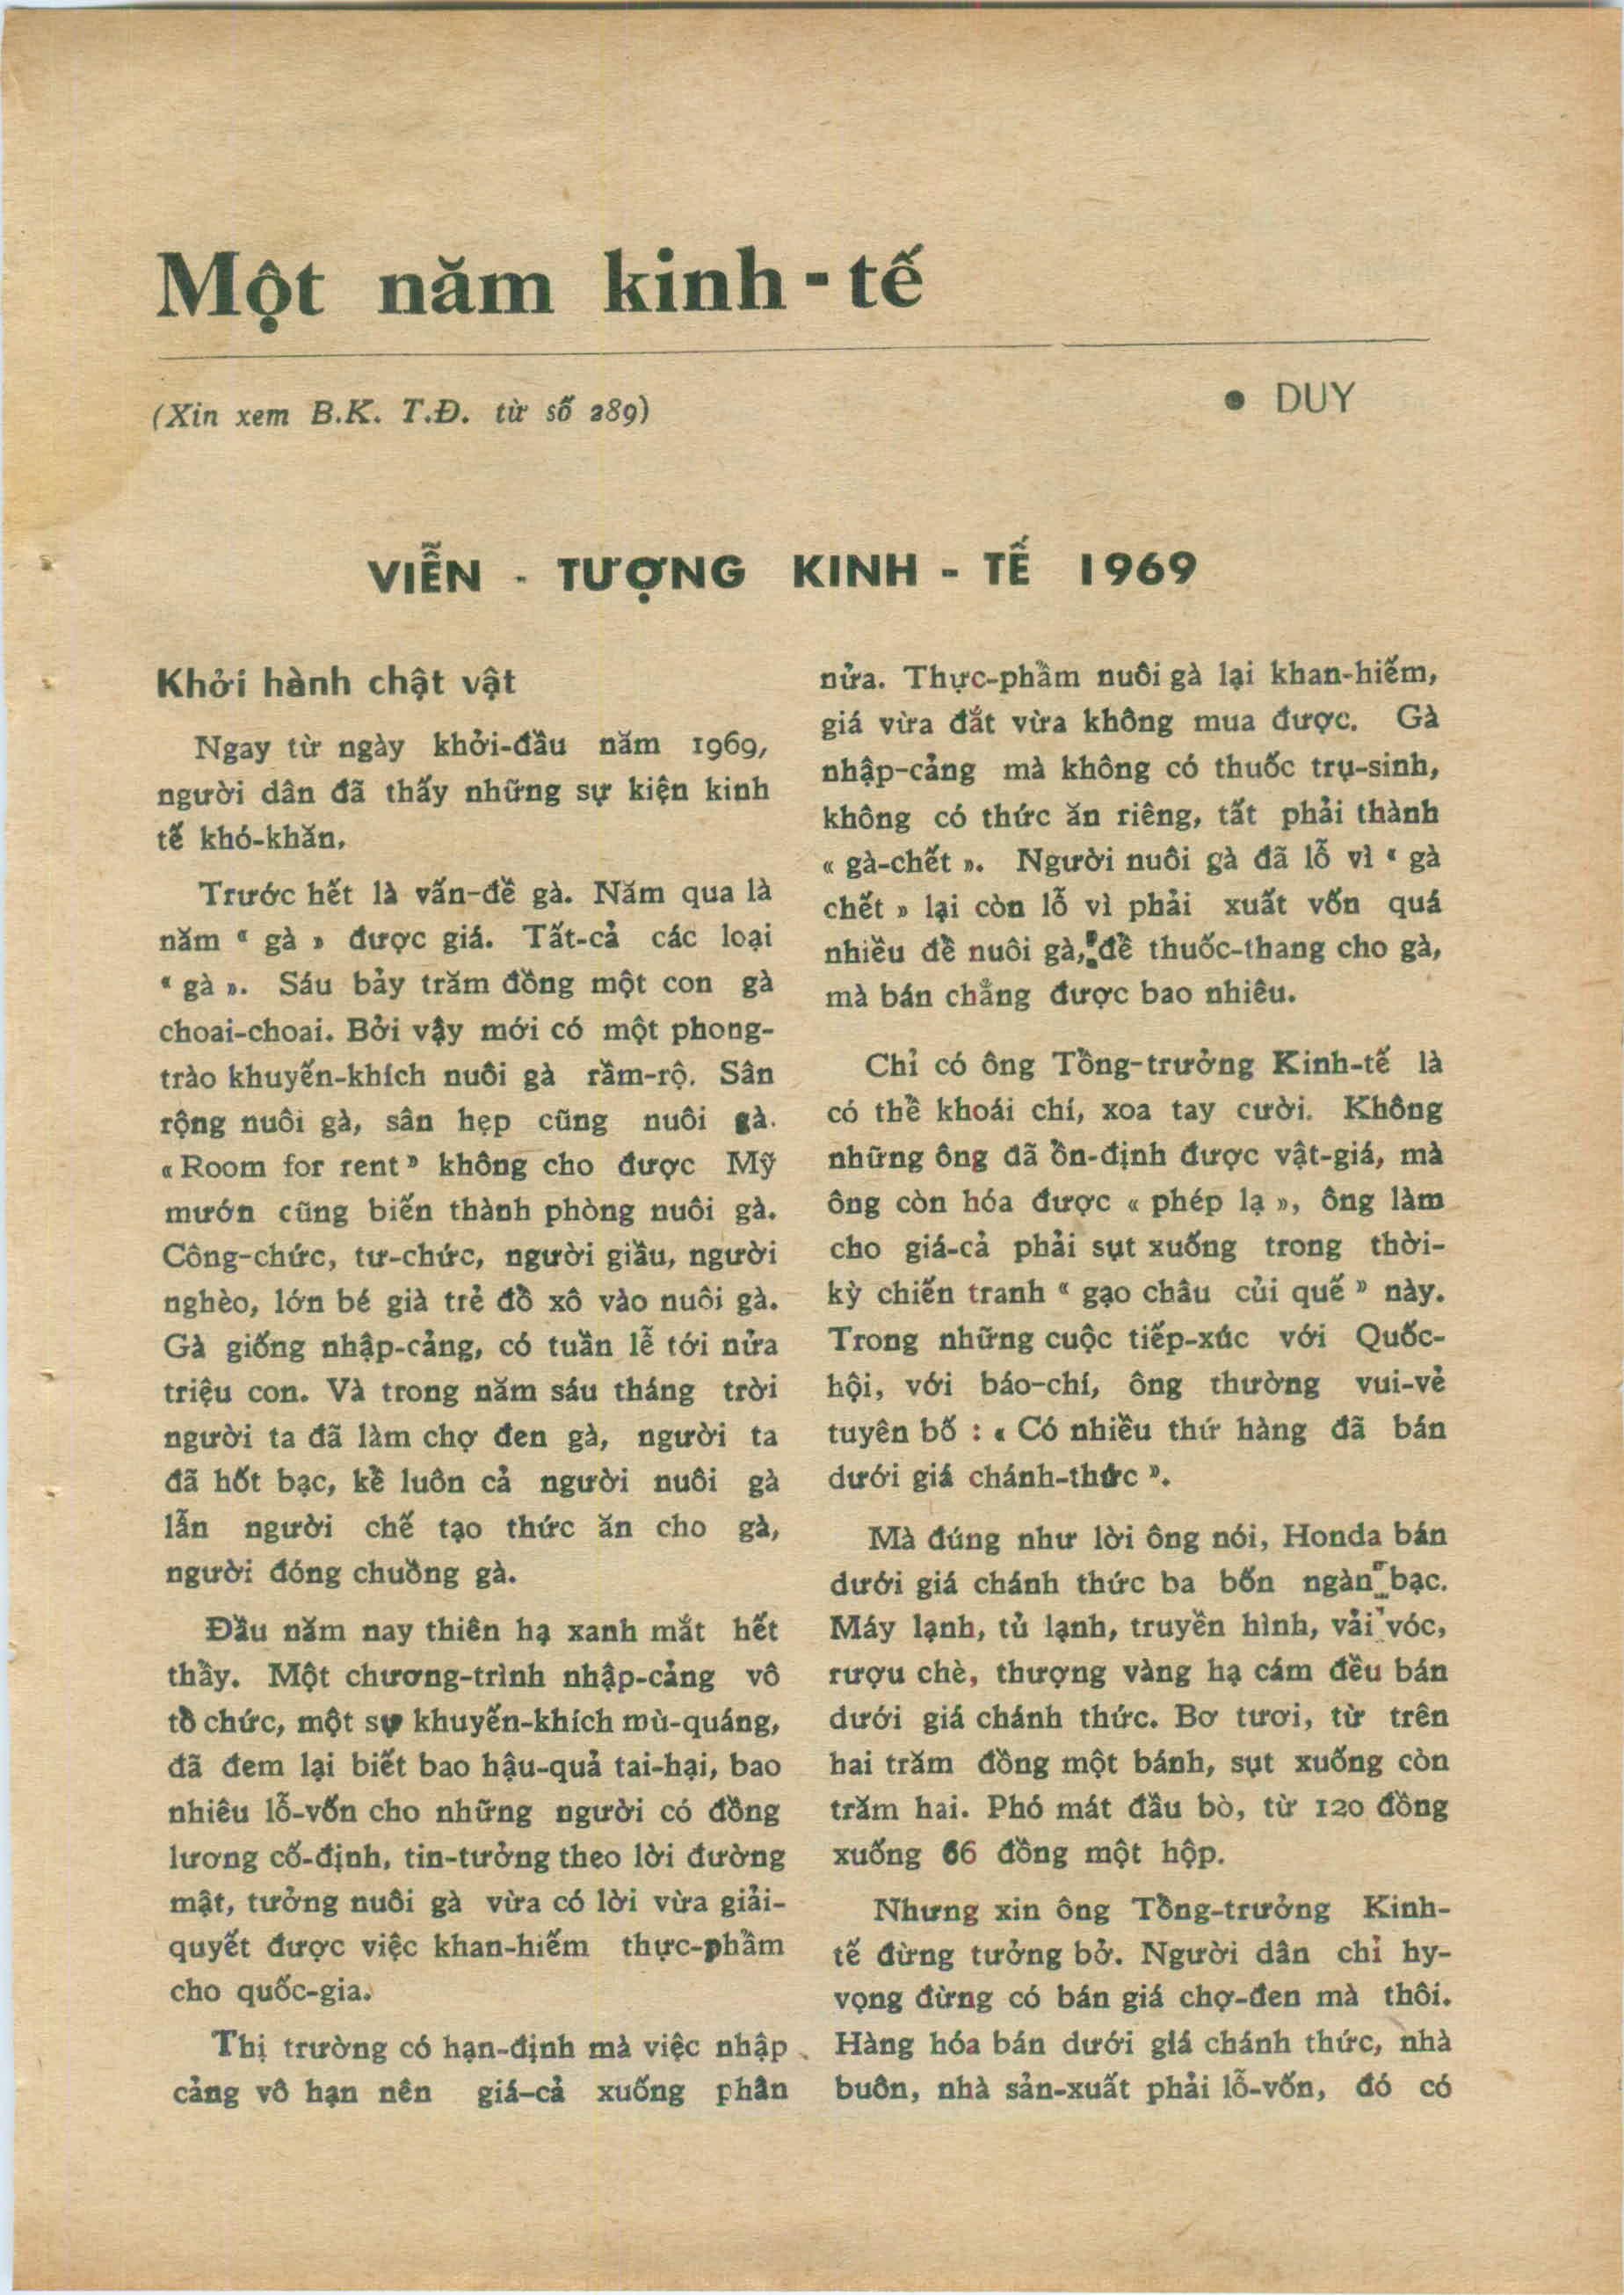 Một năm kinh-tế
(Xin xem B.K. T.Đ. từ số 289)
● DUY
VIỄN - TƯỢNG KINH - TẾ 1969
Khởi hành chật vật
Ngay từ ngày khởi-đầu năm 1969,
người dân đã thấy những sự kiện kinh
tế khó-khăn.
Trước hết là vấn-đề gà. Năm qua là
năm « gà » được giá. Tất-cả các loại
« gà ». Sáu bảy trăm đồng một con gà
choai-choai. Bởi vậy mới có một phong-
trào khuyến-khích nuôi gà rầm-rộ. Sân
rộng nuôi gà, sân hẹp cũng nuôi gà.
« Room for rent » không cho được Mỹ
mướn cũng biến thành phòng nuôi gà.
Công-chức, tư-chức, người giầu, người
nghèo, lớn bé già trẻ đổ xô vào nuôi gà.
Gà giống nhập-cảng, có tuần lễ tới nửa
triệu con. Và trong năm sáu tháng trời
người ta đã làm chợ đen gà, người ta
đã hốt bạc, kể luôn cả người nuôi gà
lẫn người chế tạo thức ăn cho gà,
người đóng chuồng gà.
Đầu năm nay thiên hạ xanh mắt hết
thầy. Một chương-trình nhập-cảng vô
tổ chức, một sự khuyến-khích mù-quáng,
đã đem lại biết bao hậu-quả tai-hại, bao
nhiêu lỗ-vốn cho những người có đồng
lương cố-định, tin-tưởng theo lời đường
mật, tưởng nuôi gà vừa có lời vừa giải-
quyết được việc khan-hiếm thực-phẩm
cho quốc-gia.
Thị trường có hạn-định mà việc nhập
cảng vô hạn nên giá-cả xuống phân
nửa. Thực-phẩm nuôi gà lại khan-hiếm,
giá vừa đắt vừa không mua được. Gà
nhập-cảng mà không có thuốc trụ-sinh,
không có thức ăn riêng, tất phải thành
« gà-chết ». Người nuôi gà đã lỗ vì « gà
chết » lại còn lỗ vì phải xuất vốn quá
nhiều để nuôi gà, để thuốc-thang cho gà,
mà bán chẳng được bao nhiêu.
Chỉ có ông Tổng-trưởng Kinh-tế là
có thể khoái chí, xoa tay cười. Không
những ông đã ổn-định được vật-giá, mà
ông còn hóa được « phép lạ », ông làm
cho giá-cả phải sụt xuống trong thời-
kỳ chiến tranh « gạo châu củi quế » này.
Trong những cuộc tiếp-xúc với Quốc-
hội, với báo-chí, ông thường vui-vẻ
tuyên bố : « Có nhiều thứ hàng đã bán
dưới giá chánh-thức ».
Mà đúng như lời ông nói, Honda bán
dưới giá chánh thức ba bốn ngàn bạc.
Máy lạnh, tủ lạnh, truyền hình, vải vóc,
rượu chè, thượng vàng hạ cám đều bán
dưới giá chánh thức. Bơ tươi, từ trên
hai trăm đồng một bánh, sụt xuống còn
trăm hai. Phó mát đầu bò, từ 120 đồng
xuống 66 đồng một hộp.
Nhưng xin ông Tổng-trưởng Kinh-
tế đừng tưởng bở. Người dân chỉ hy-
vọng đừng có bán giá chợ-đen mà thôi.
Hàng hóa bán dưới giá chánh thức, nhà
buôn, nhà sản-xuất phải lỗ-vốn, đó có